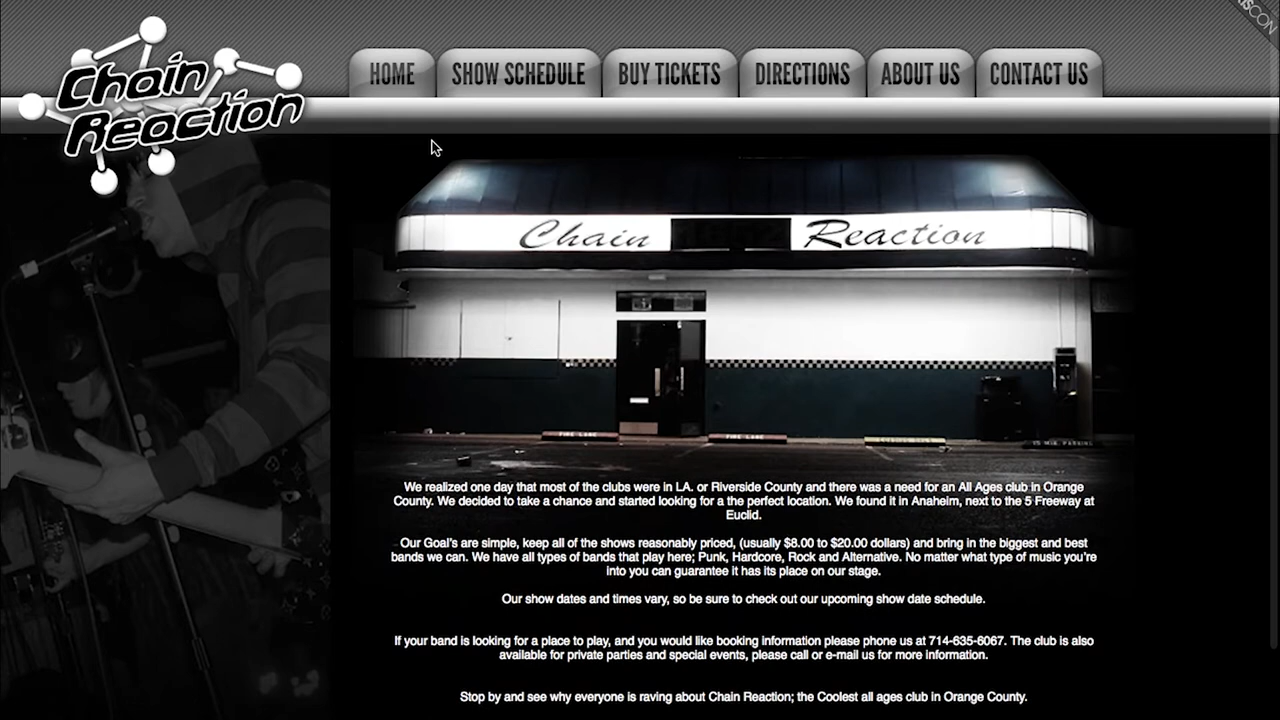 Chain
Reaction
HOME
SHOW SCHEDULE
BUY TICKETS
DIRECTIONS
ABOUT US
CONTACT US
Chain
Reaction
FIRE LANE
FIRE LANE
We realized one day that most of the clubs were in LA. or Riverside County and there was a need for an All Ages club in Orange
County. We decided to take a chance and started looking for a the perfect location. We found it in Anaheim, next to the 5 Freeway at
Euclid.
Our Goal's are simple, keep all of the shows reasonably priced, (usually $8.00 to $20.00 dollars) and bring in the biggest and best
bands we can. We have all types of bands that play here; Punk, Hardcore, Rock and Alternative. No matter what type of music you're
into you can guarantee it has its place on our stage.
Our show dates and times vary, so be sure to check out our upcoming show date schedule.
If your band is looking for a place to play, and you would like booking information please phone us at 714-635-6067. The club is also
available for private parties and special events, please call or e-mail us for more information.
Stop by and see why everyone is raving about Chain Reaction; the Coolest all ages club in Orange County.